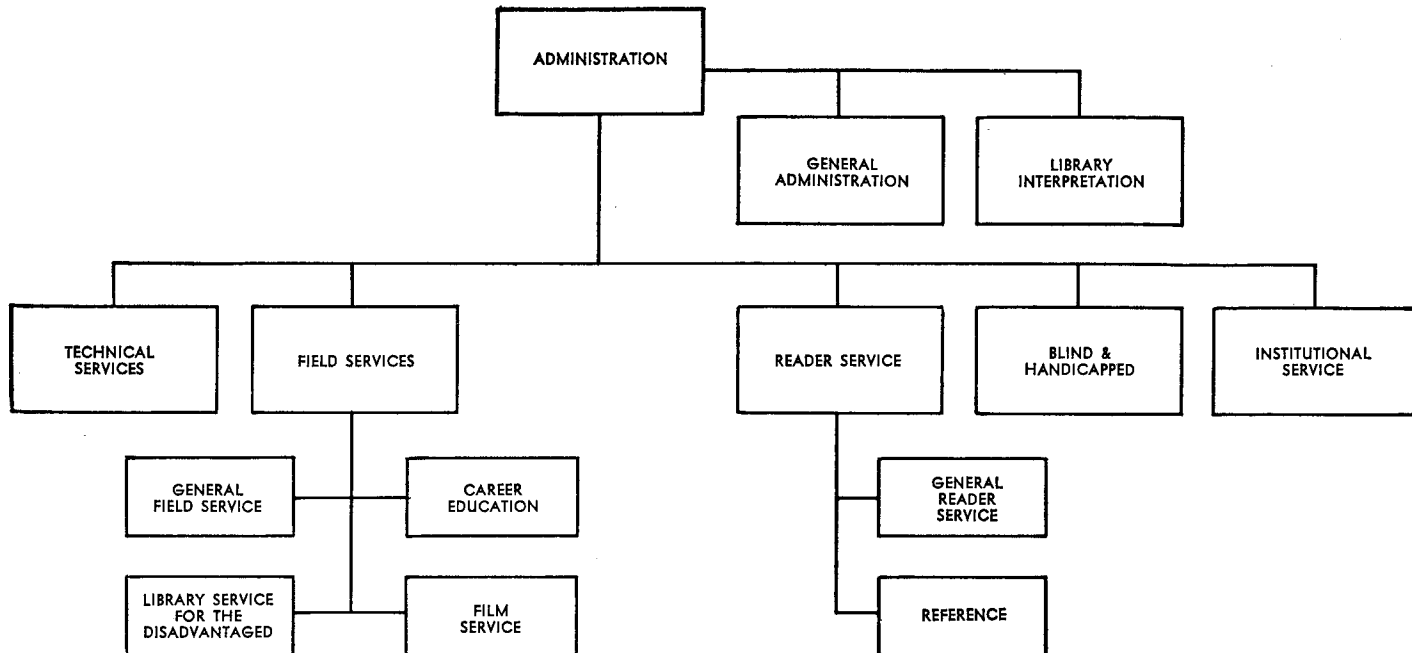 ADMINISTRATION
GENERAL
ADMINISTRATION
LIBRARY
INTERPRETATION
TECHNICAL
SERVICES
FIELD SERVICES
READER SERVICE
BLIND &
HANDICAPPED
INSTITUTIONAL
SERVICE
GENERAL
FIELD SERVICE
CAREER
EDUCATION
GENERAL
READER
SERVICE
LIBRARY SERVICE
FOR THE
DISADVANTAGED
FILM
SERVICE
REFERENCE